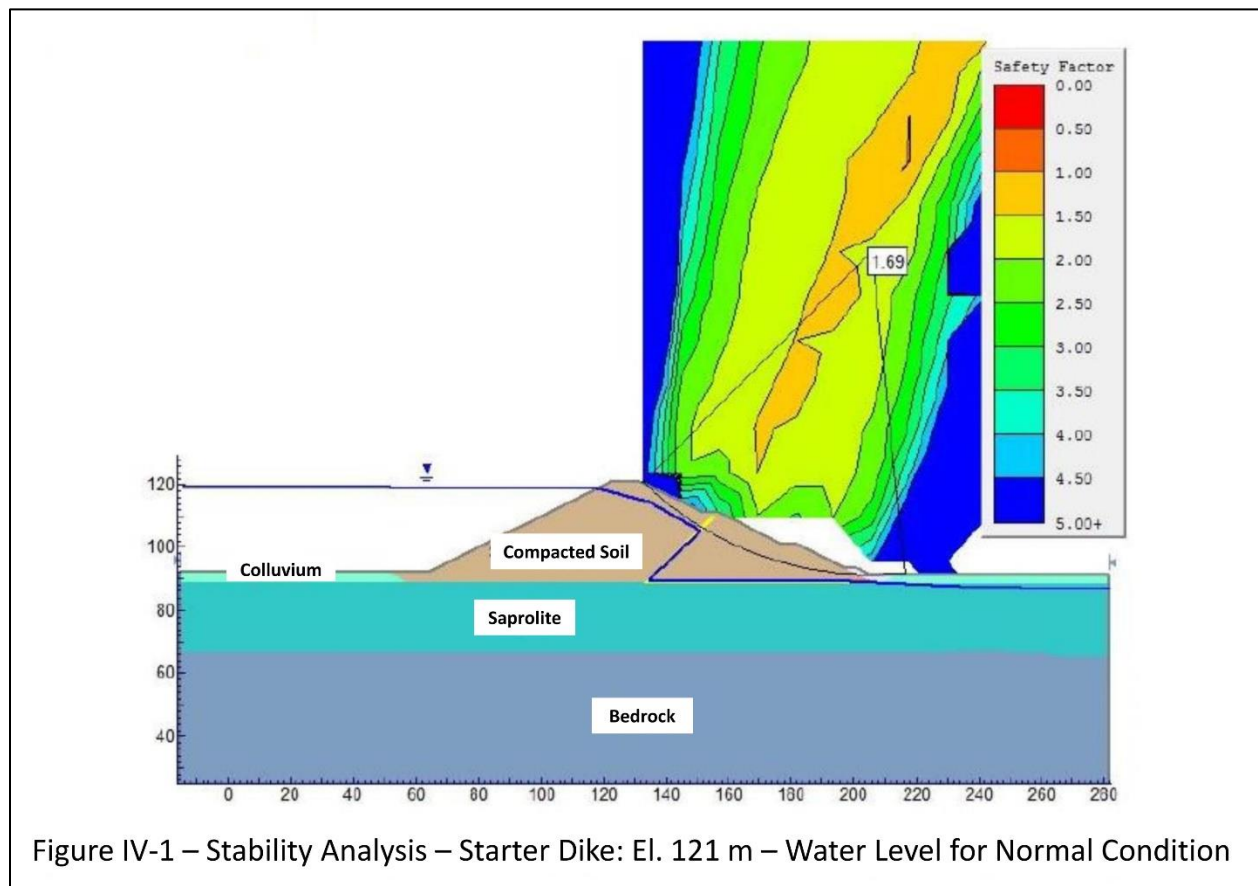 Safety Factor
0.00
0.50
1.00
1.50
2.00
2.50
3.00
3.50
4.00
4.50
5.00+
1.69
120
100
80
60
40
Compacted Soil
Colluvium
Saprolite
Bedrock
0 20 40 60 80 100 120 140 160 180 200 220 240 260 280
Figure IV-1 – Stability Analysis – Starter Dike: El. 121 m – Water Level for Normal Condition